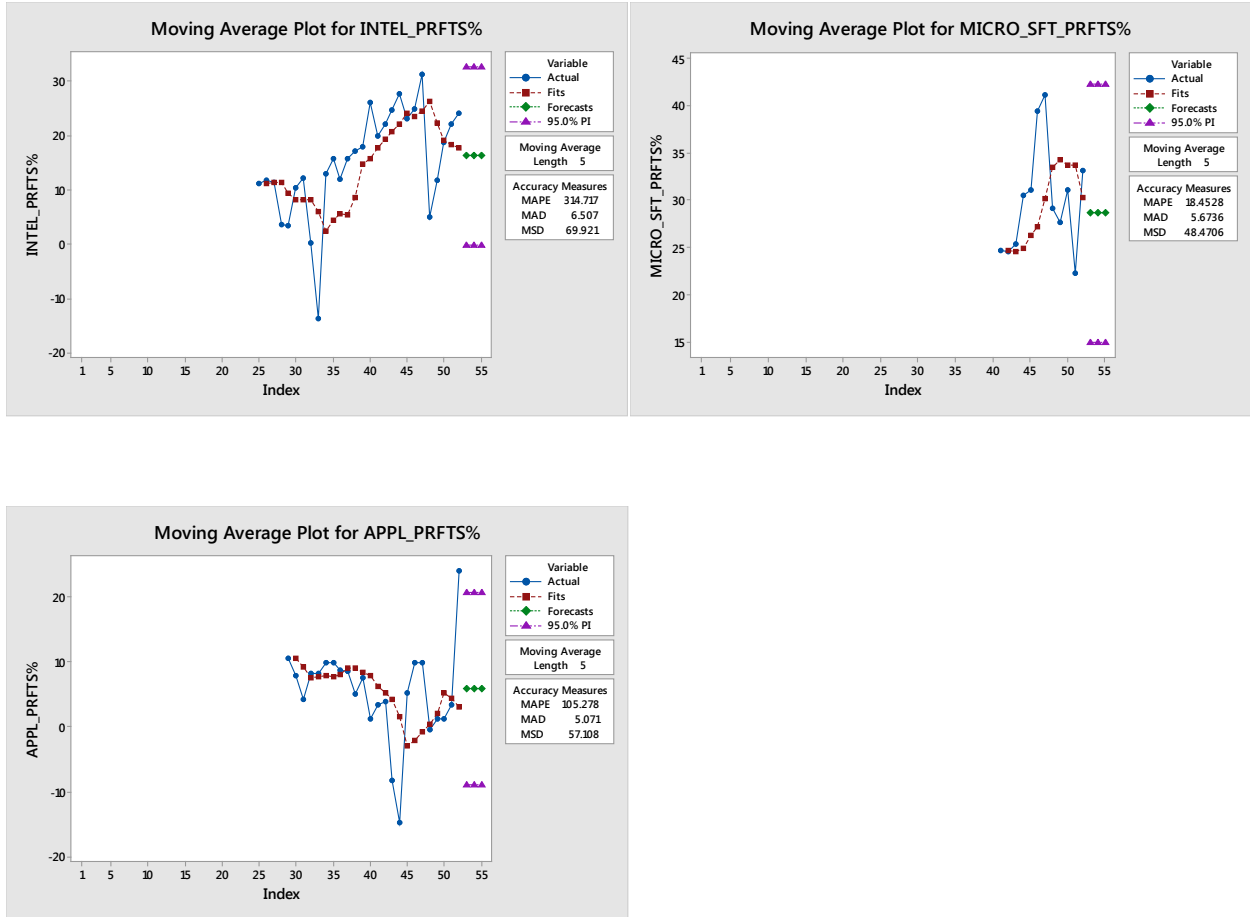 Moving Average Plot for INTEL_PRFTS%
INTEL_PRFTS%
30
20
10
0
-10
-20
1 5 10 15 20 25 30 35 40 45 50 55
Index
Variable
Actual
Fits
Forecasts
95.0% PI
Moving Average
Length 5
Accuracy Measures
MAPE 314.717
MAD 6.507
MSD 69.921
Moving Average Plot for MICRO_SFT_PRFTS%
MICRO_SFT_PRFTS%
45
40
35
30
25
20
15
1 5 10 15 20 25 30 35 40 45 50 55
Index
Variable
Actual
Fits
Forecasts
95.0% PI
Moving Average
Length 5
Accuracy Measures
MAPE 18.4528
MAD 5.6736
MSD 48.4706
Moving Average Plot for APPL_PRFTS%
APPL_PRFTS%
20
10
0
-10
-20
1 5 10 15 20 25 30 35 40 45 50 55
Index
Variable
Actual
Fits
Forecasts
95.0% PI
Moving Average
Length 5
Accuracy Measures
MAPE 105.278
MAD 5.071
MSD 57.108